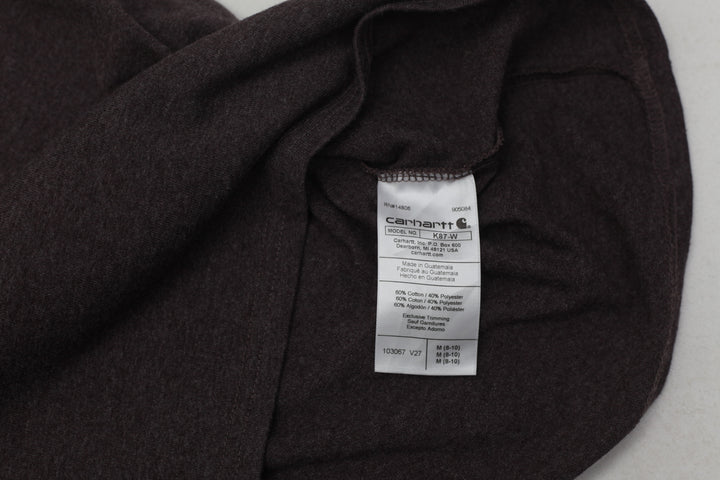 RN#14806 905084
carhartt
MODEL NO. K87-W
Carhartt, Inc. P.O. Box 600
Dearborn, MI 48121 USA
carhartt.com
Made in Guatemala
Fabriqué au Guatemala
Hecho en Guatemala
60% Cotton / 40% Polyester
60% Coton / 40% Polyester
60% Algodón / 40% Poliéster
Exclusive Trimming
Sauf Garnitures
Excepto Adorno
103067 V27
M (8-10)
M (8-10)
M (8-10)